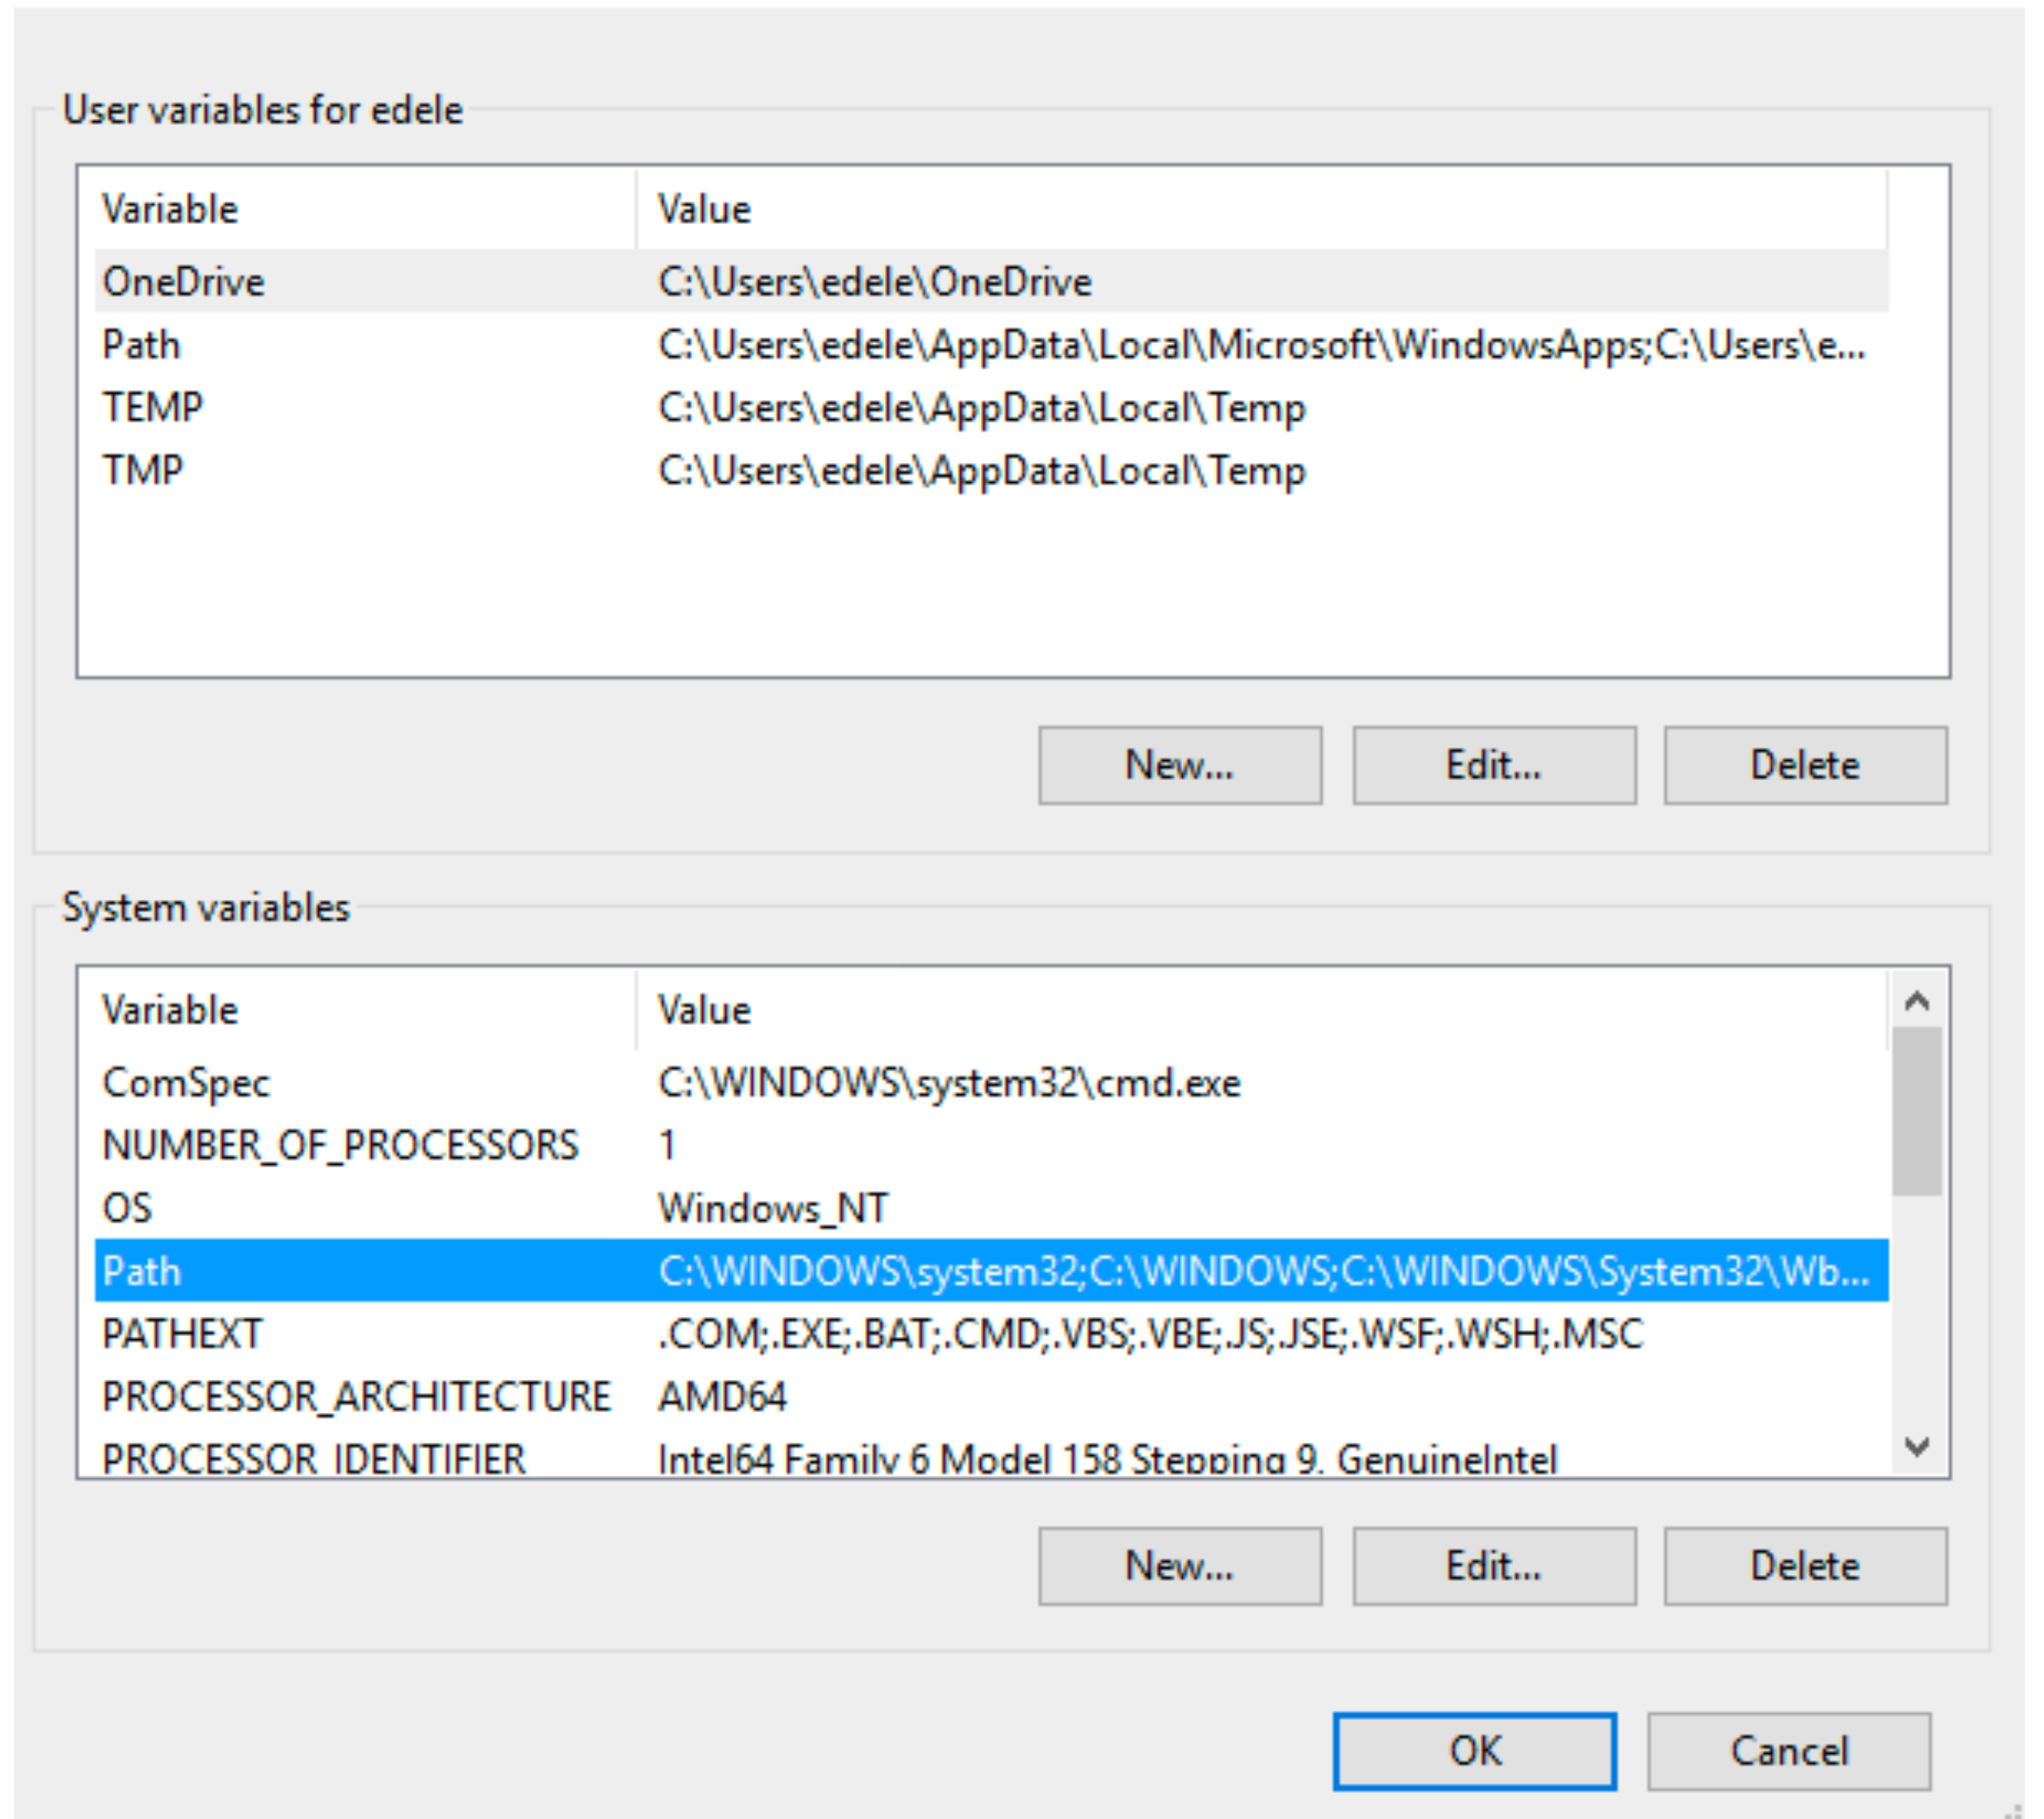 User variables for edele
Variable Value
OneDrive C:\Users\edele\OneDrive
Path C:\Users\edele\AppData\Local\Microsoft\WindowsApps;C:\Users\e...
TEMP C:\Users\edele\AppData\Local\Temp
TMP C:\Users\edele\AppData\Local\Temp
New... Edit... Delete
System variables
Variable Value
ComSpec C:\WINDOWS\system32\cmd.exe
NUMBER_OF_PROCESSORS 1
OS Windows_NT
Path C:\WINDOWS\system32;C:\WINDOWS;C:\WINDOWS\System32\Wb...
PATHEXT .COM;.EXE;.BAT;.CMD;.VBS;.VBE;.JS;.JSE;.WSF;.WSH;.MSC
PROCESSOR_ARCHITECTURE AMD64
PROCESSOR_IDENTIFIER Intel64 Family 6 Model 158 Stepping 9, GenuineIntel
New... Edit... Delete
OK Cancel